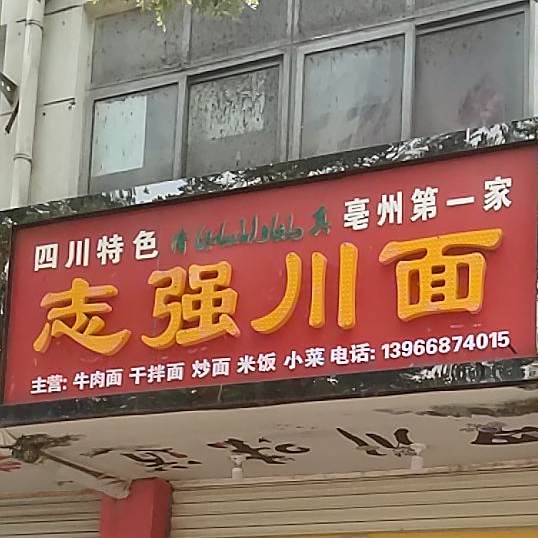 四川特色 清 真 亳州第一家
志强川面
主营: 牛肉面 干拌面 炒面 米饭 小菜 电话: 13966874015